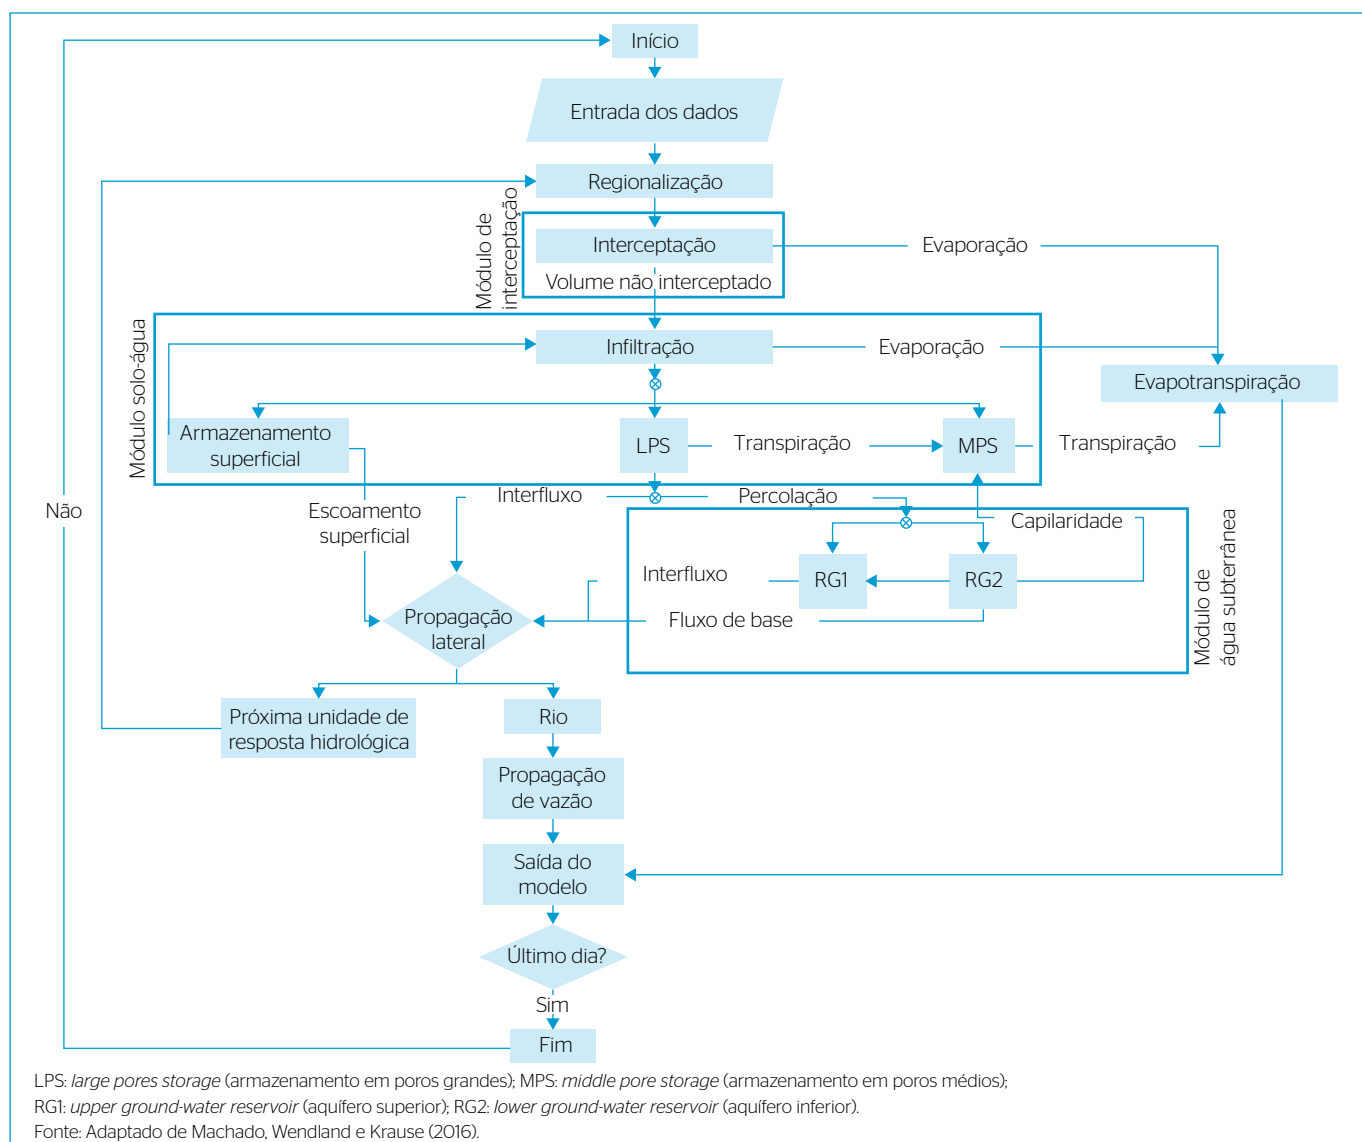 Início
Entrada dos dados
Regionalização
Módulo de
interceptação
Interceptação
Evaporação
Volume não interceptado
Módulo solo-água
Infiltração
Evaporação
Evapotranspiração
Armazenamento
superficial
LPS
Transpiração
MPS
Transpiração
Não
Interfluxo
Percolação
Escoamento
superficial
Capilaridade
Módulo de
água subterrânea
Interfluxo
RG1
RG2
Propagação
lateral
Fluxo de base
Próxima unidade de
resposta hidrológica
Rio
Propagação
de vazão
Saída do
modelo
Último dia?
Sim
Fim
LPS: large pores storage (armazenamento em poros grandes); MPS: middle pore storage (armazenamento em poros médios);
RG1: upper ground-water reservoir (aquífero superior); RG2: lower ground-water reservoir (aquífero inferior).
Fonte: Adaptado de Machado, Wendland e Krause (2016).